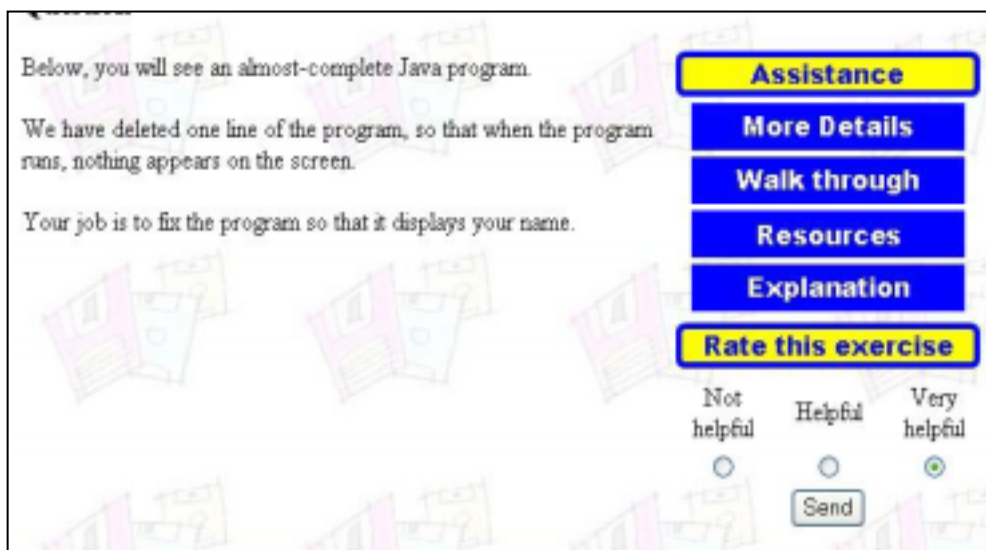 Below, you will see an almost-complete Java program.
We have deleted one line of the program, so that when the program
runs, nothing appears on the screen.
Your job is to fix the program so that it displays your name.
Assistance
More Details
Walk through
Resources
Explanation
Rate this exercise
Not helpful
Helpful
Very helpful
Send